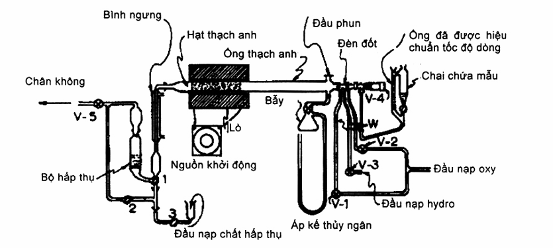 Bình ngưng
Hạt thạch anh
Ống thạch anh
Đầu phun
Đèn đốt
Ống đã được hiệu
chuẩn tốc độ dòng
Chai chứa mẫu
Chân không
V-5
Bẫy
V-4
W
V-2
Lò
Nguồn khởi động
Bộ hấp thụ
1
V-3
Đầu nạp oxy
Đầu nạp hydro
V-1
2
3
Đầu nạp chất hấp thụ
Áp kế thủy ngân